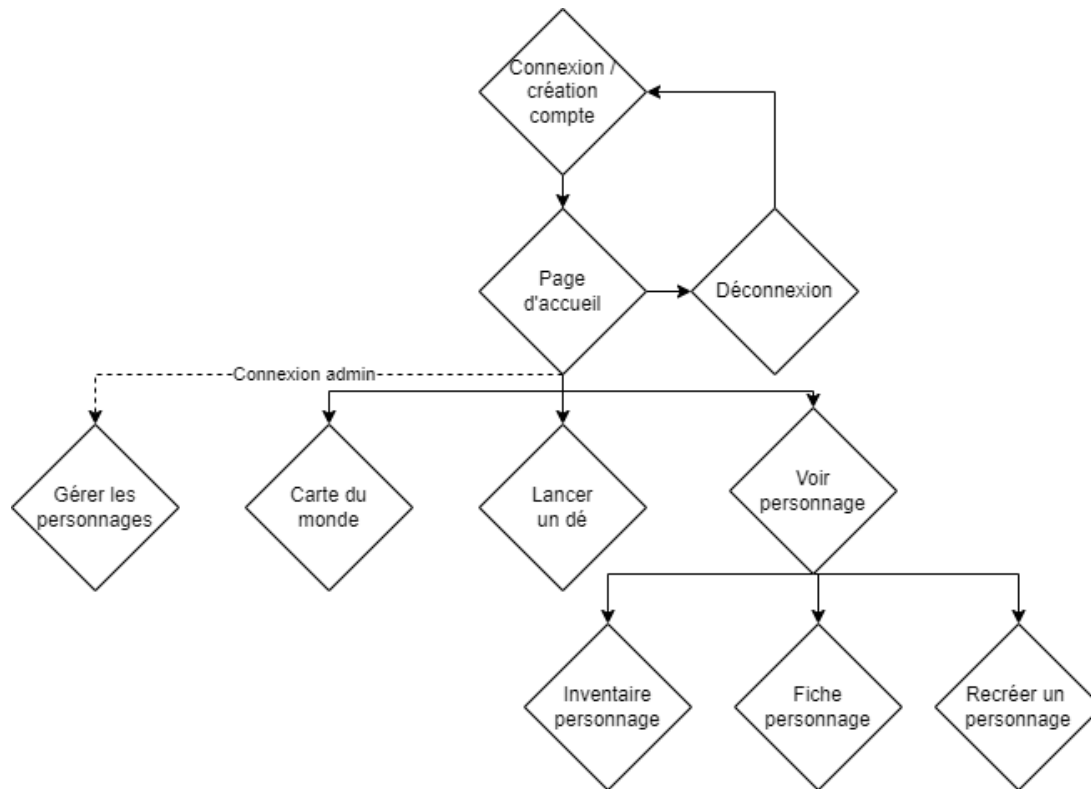 Connexion /
création
compte
Page
d'accueil
Déconnexion
Connexion admin
Gérer les
personnages
Carte du
monde
Lancer
un dé
Voir
personnage
Inventaire
personnage
Fiche
personnage
Recréer un
personnage